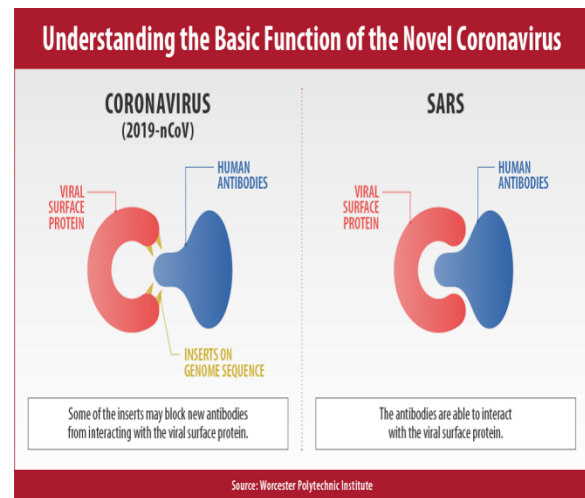 Understanding the Basic Function of the Novel Coronavirus
CORONAVIRUS
(2019-nCoV)
HUMAN
ANTIBODIES
VIRAL
SURFACE
PROTEIN
INSERTS ON
GENOME SEQUENCE
Some of the inserts may block new antibodies
from interacting with the viral surface protein.
SARS
HUMAN
ANTIBODIES
VIRAL
SURFACE
PROTEIN
The antibodies are able to interact
with the viral surface protein.
Source: Worcester Polytechnic Institute